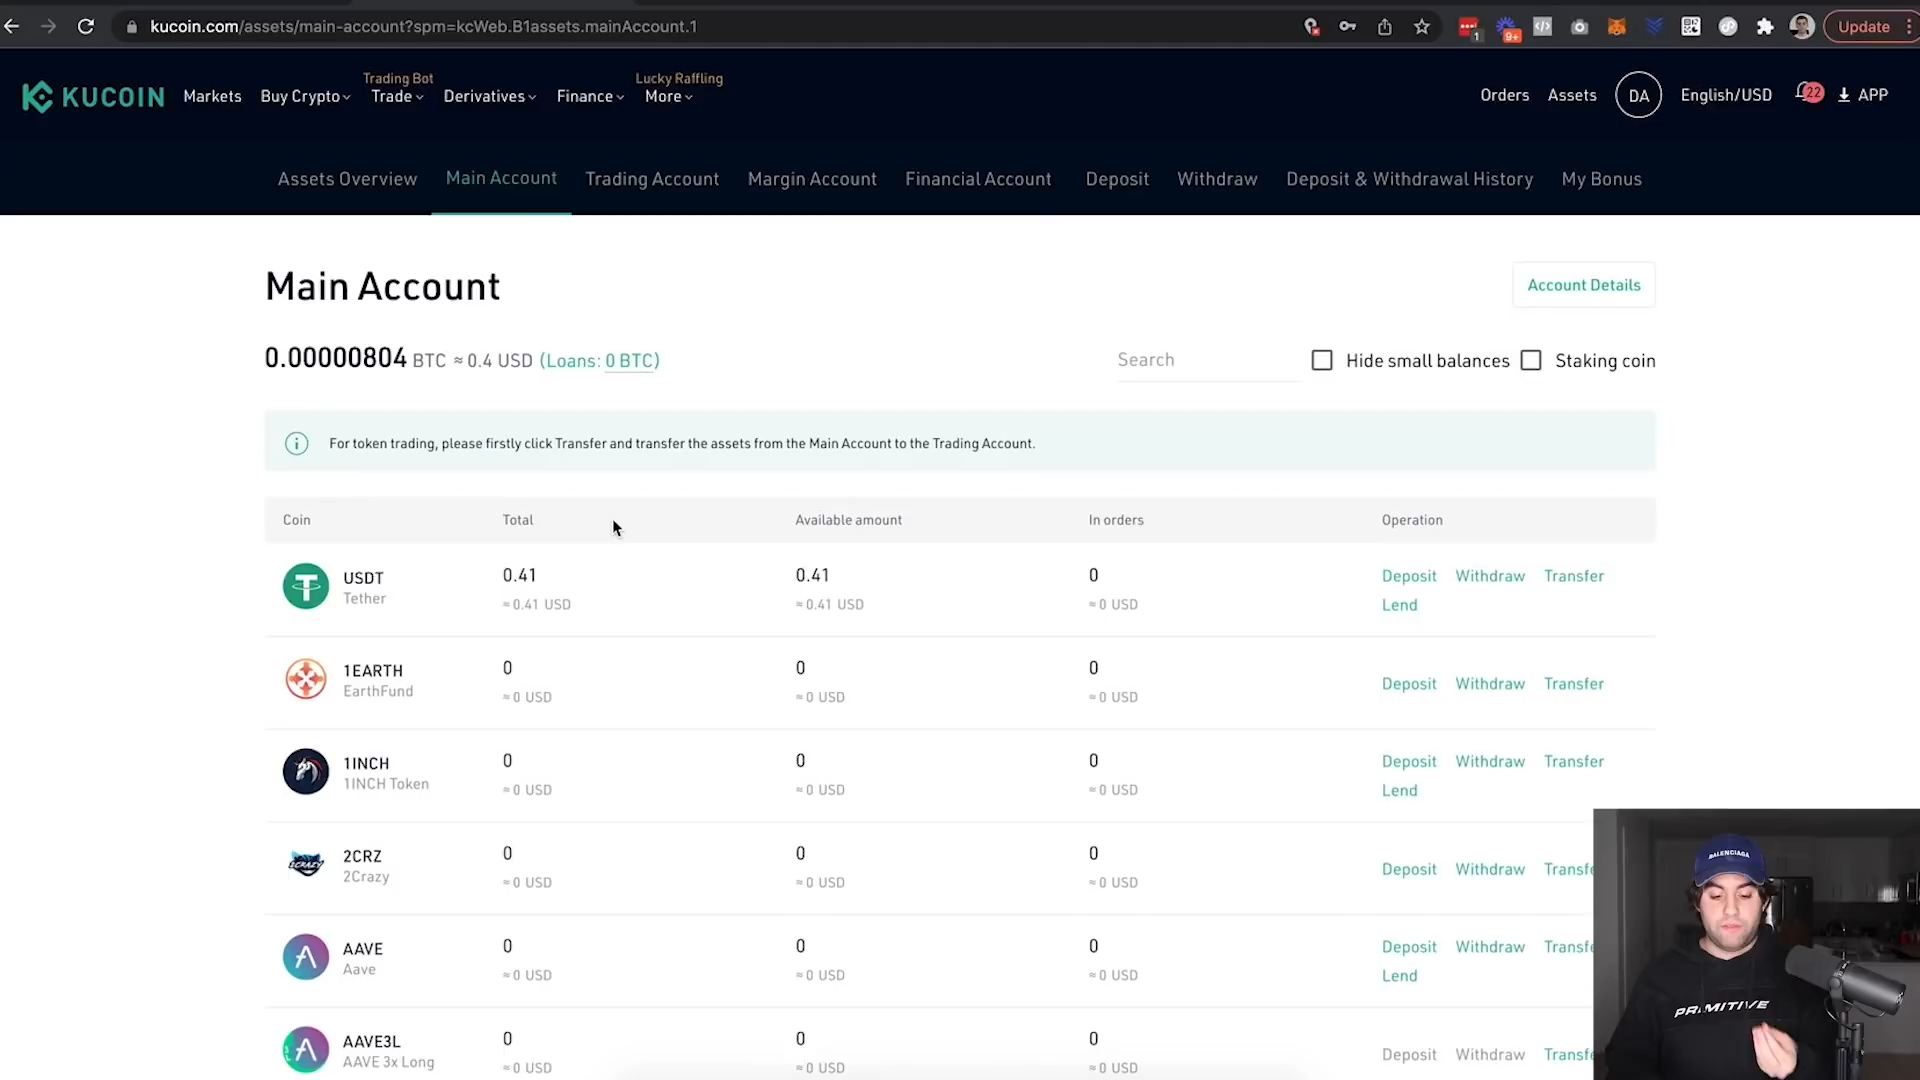 kucoin.com/assets/main-account?spm=kcWeb.B1assets.mainAccount.1
1
9+
Update
KUCOIN
Markets
Buy Crypto
Trading Bot
Trade
Derivatives
Finance
Lucky Raffling
More
Orders
Assets
DA
English/USD
22
APP
Assets Overview
Main Account
Trading Account
Margin Account
Financial Account
Deposit
Withdraw
Deposit & Withdrawal History
My Bonus
Main Account
Account Details
0.00000804 BTC ≈ 0.4 USD (Loans: 0 BTC)
Search
Hide small balances
Staking coin
For token trading, please firstly click Transfer and transfer the assets from the Main Account to the Trading Account.
Coin Total Available amount In orders Operation
USDT 0.41 0.41 0 Deposit Withdraw Transfer
Tether ≈ 0.41 USD ≈ 0.41 USD ≈ 0 USD Lend
1EARTH 0 0 0 Deposit Withdraw Transfer
EarthFund ≈ 0 USD ≈ 0 USD ≈ 0 USD
1INCH 0 0 0 Deposit Withdraw Transfer
1INCH Token ≈ 0 USD ≈ 0 USD ≈ 0 USD Lend
2CRZ 0 0 0 Deposit Withdraw Transfe
2Crazy ≈ 0 USD ≈ 0 USD ≈ 0 USD
AAVE 0 0 0 Deposit Withdraw Transfe
Aave ≈ 0 USD ≈ 0 USD ≈ 0 USD Lend
AAVE3L 0 0 0 Deposit Withdraw Transfe
AAVE 3x Long ≈ 0 USD ≈ 0 USD ≈ 0 USD
BALENCIAGA
PRIMITIVE